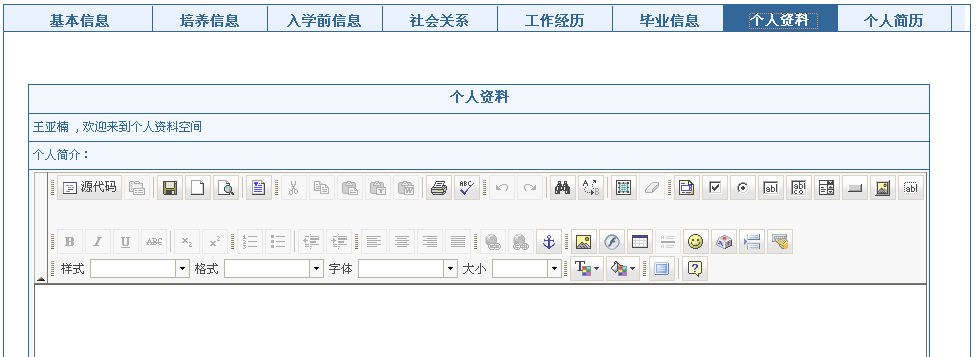 基本信息 培养信息 入学前信息 社会关系 工作经历 毕业信息 个人资料 个人简历
个人资料
王亚楠 ，欢迎来到个人资料空间
个人简介：
源代码
B I U ABC x₂ x²
样式 格式 字体 大小